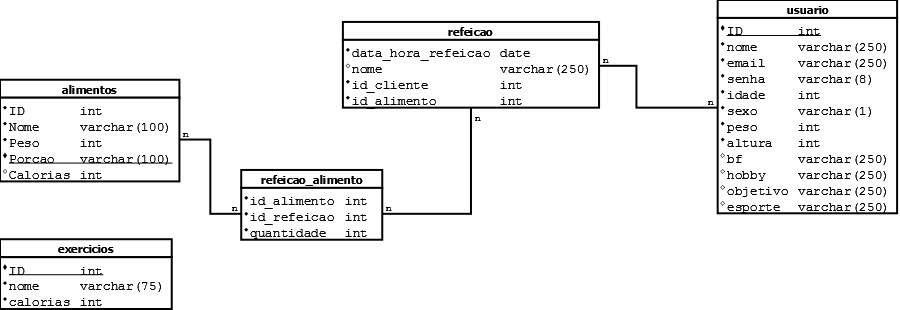 usuario
ID int
nome varchar(250)
email varchar(250)
senha varchar(8)
idade int
sexo varchar(1)
peso int
altura int
bf varchar(250)
hobby varchar(250)
objetivo varchar(250)
esporte varchar(250)
refeicao
data_hora_refeicao date
nome varchar(250)
id_cliente int
id_alimento int
n
n
n
alimentos
ID int
Nome varchar(100)
Peso int
Porcao varchar(100)
Calorias int
n
n
n
refeicao_alimento
id_alimento int
id_refeicao int
quantidade int
exercicios
ID int
nome varchar(75)
calorias int